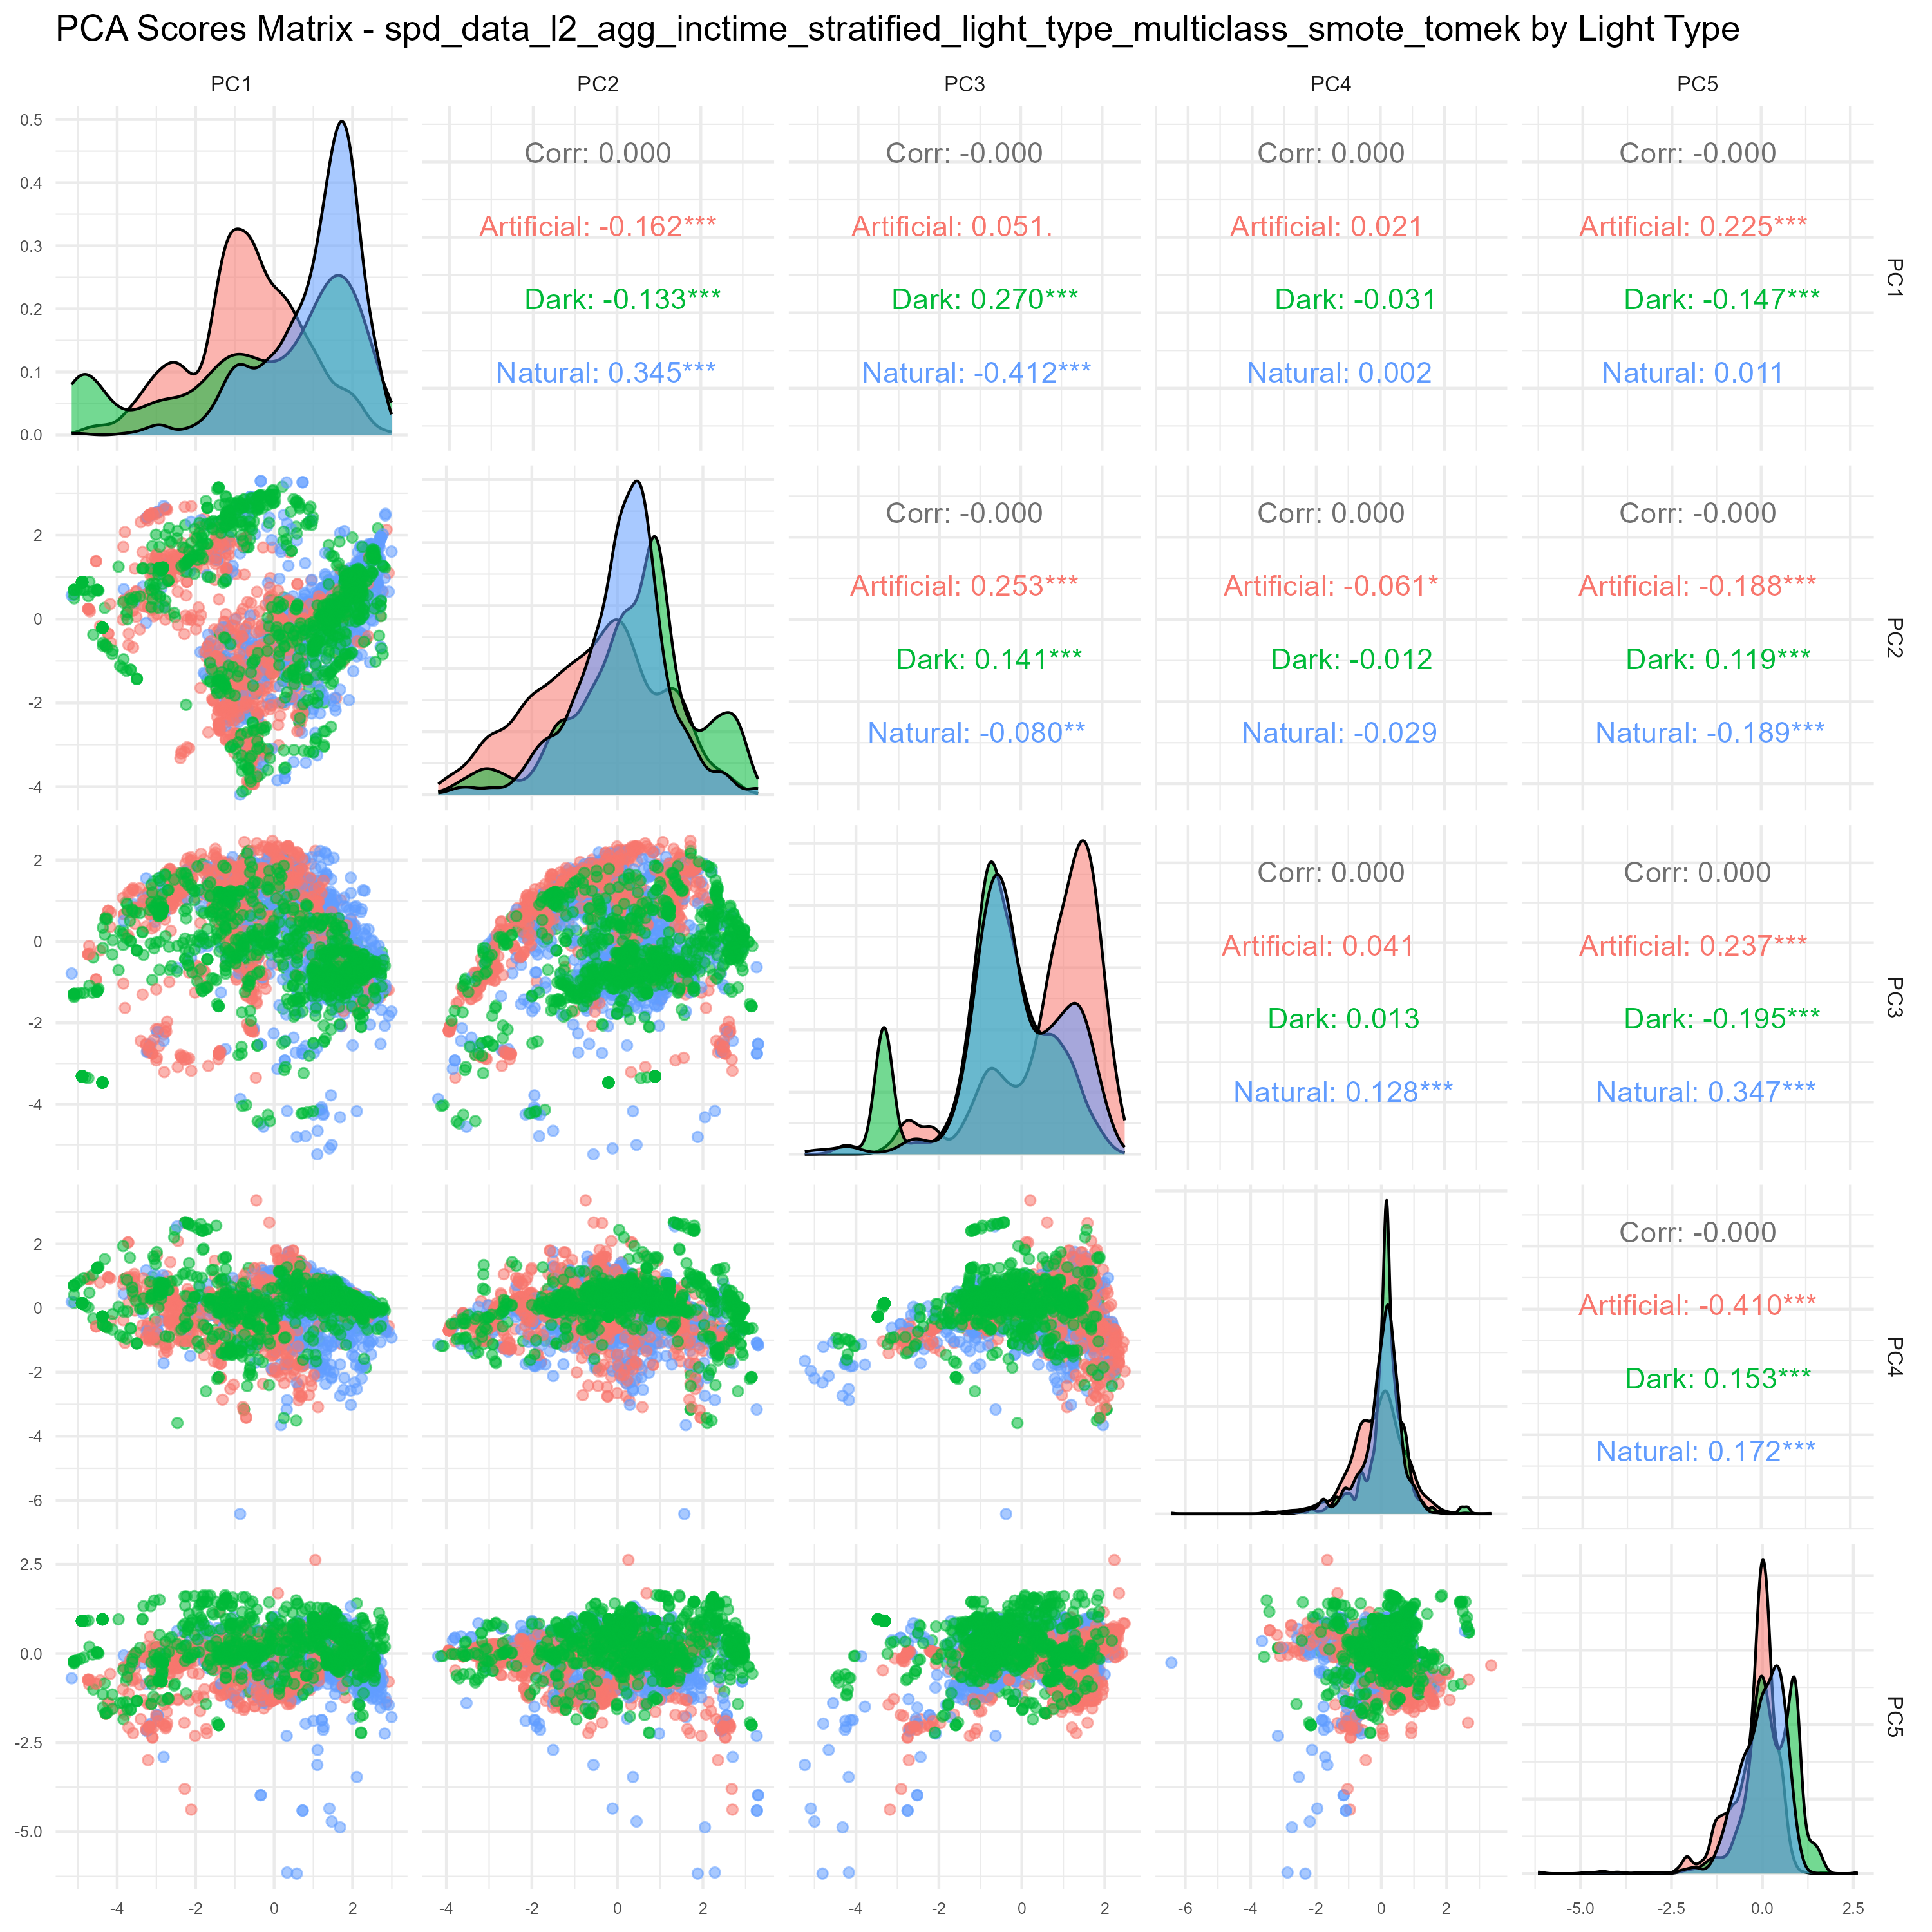 PCA Scores Matrix - spd_data_l2_agg_inctime_stratified_light_type_multiclass_smote_tomek by Light Type
PC1 PC2 PC3 PC4 PC5
0.5
0.4
0.3
0.2
0.1
0.0
Corr: 0.000
Artificial: -0.162***
Dark: -0.133***
Natural: 0.345***
Corr: -0.000
Artificial: 0.051.
Dark: 0.270***
Natural: -0.412***
Corr: 0.000
Artificial: 0.021
Dark: -0.031
Natural: 0.002
Corr: -0.000
Artificial: 0.225***
Dark: -0.147***
Natural: 0.011
PC1
2
0
-2
-4
Corr: -0.000
Artificial: 0.253***
Dark: 0.141***
Natural: -0.080**
Corr: 0.000
Artificial: -0.061*
Dark: -0.012
Natural: -0.029
Corr: -0.000
Artificial: -0.188***
Dark: 0.119***
Natural: -0.189***
PC2
2
0
-2
-4
Corr: 0.000
Artificial: 0.041
Dark: 0.013
Natural: 0.128***
Corr: 0.000
Artificial: 0.237***
Dark: -0.195***
Natural: 0.347***
PC3
2
0
-2
-4
-6
Corr: -0.000
Artificial: -0.410***
Dark: 0.153***
Natural: 0.172***
PC4
2.5
0.0
-2.5
-5.0
PC5
-4 -2 0 2
-4 -2 0 2
-4 -2 0 2
-6 -4 -2 0 2
-5.0 -2.5 0.0 2.5